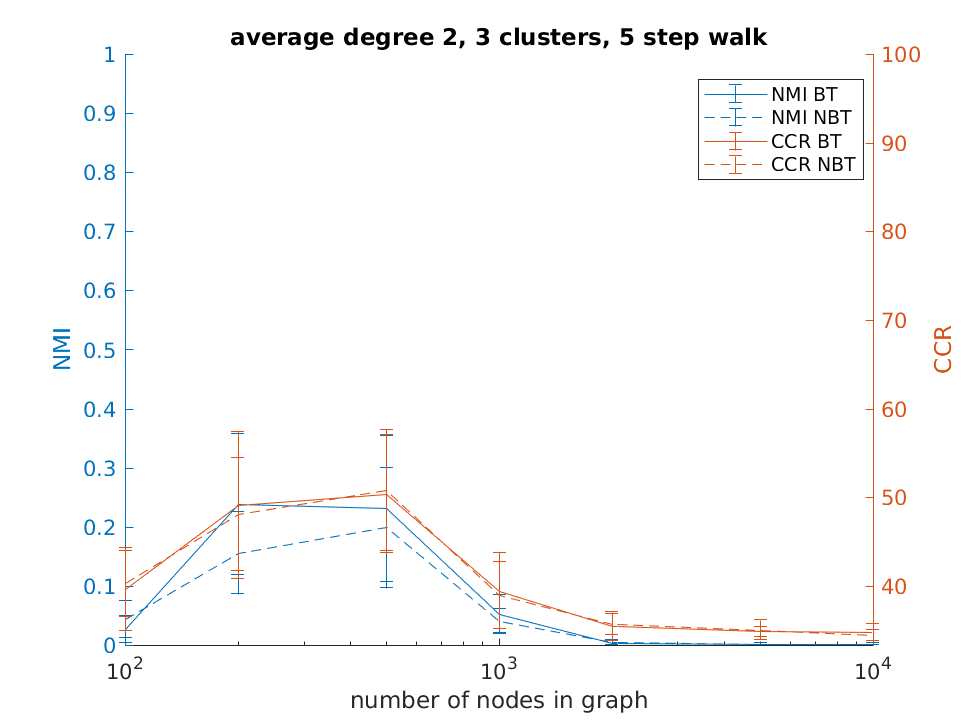 average degree 2, 3 clusters, 5 step walk
1
0.9
0.8
0.7
0.6
0.5
0.4
0.3
0.2
0.1
0
NMI
100
90
80
70
60
50
40
CCR
NMI BT
NMI NBT
CCR BT
CCR NBT
10^2
10^3
10^4
number of nodes in graph